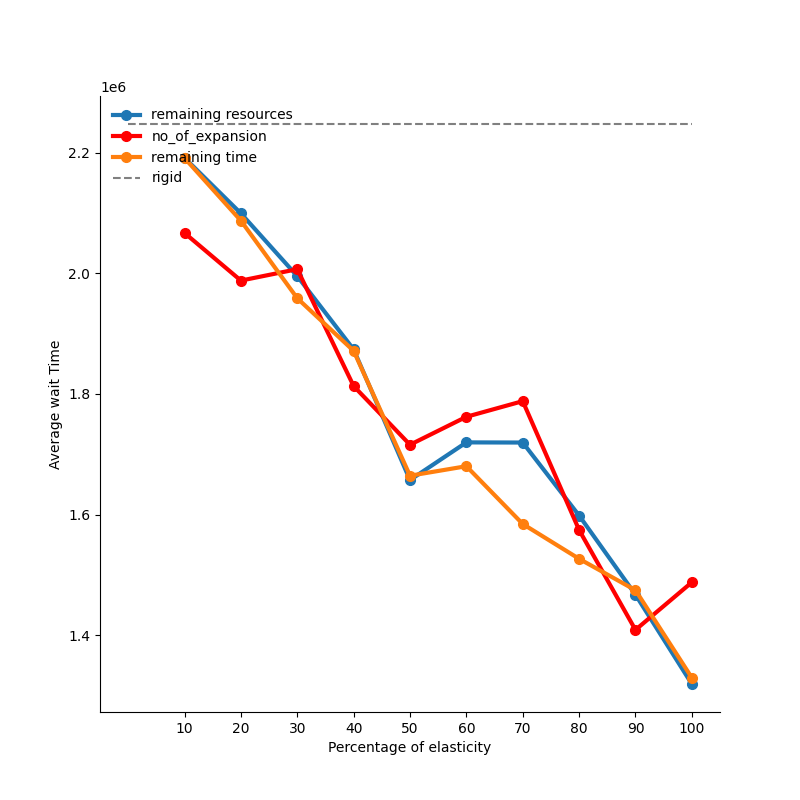 1e6
remaining resources
no_of_expansion
remaining time
rigid
2.2
2.0
1.8
1.6
1.4
Average wait Time
10 20 30 40 50 60 70 80 90 100
Percentage of elasticity